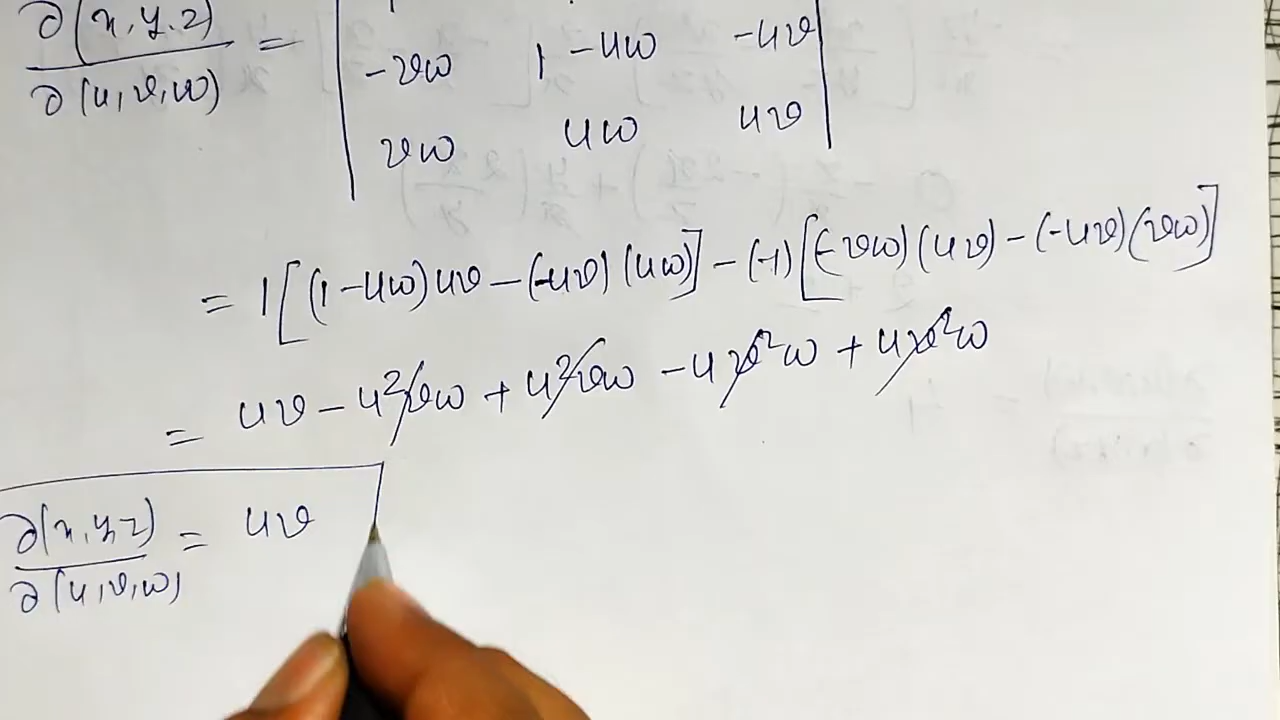 ∂(x, y, z) / ∂(u, v, w) = | -vw 1 - uw -uv |
| vw uw uv |
= 1[(1 - uw)uv - (-uv)(uw)] - (-1)[(-vw)(uv) - (-uv)(vw)]
= uv - u²vw + u²vw - uv²w + uv²w
∂(x, y, z) / ∂(u, v, w) = uv